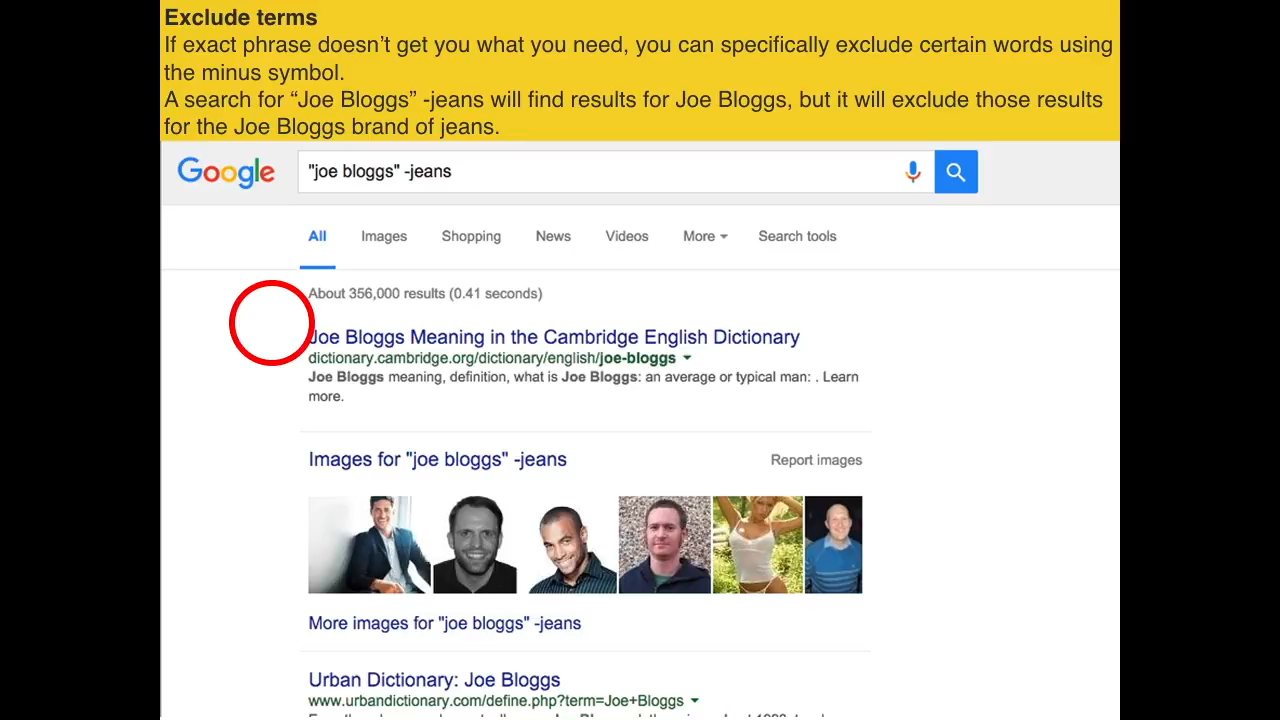 Exclude terms
If exact phrase doesn’t get you what you need, you can specifically exclude certain words using
the minus symbol.
A search for “Joe Bloggs” -jeans will find results for Joe Bloggs, but it will exclude those results
for the Joe Bloggs brand of jeans.
Google "joe bloggs" -jeans
All Images Shopping News Videos More Search tools
About 356,000 results (0.41 seconds)
Joe Bloggs Meaning in the Cambridge English Dictionary
dictionary.cambridge.org/dictionary/english/joe-bloggs
Joe Bloggs meaning, definition, what is Joe Bloggs: an average or typical man: . Learn
more.
Images for "joe bloggs" -jeans Report images
More images for "joe bloggs" -jeans
Urban Dictionary: Joe Bloggs
www.urbandictionary.com/define.php?term=Joe+Bloggs